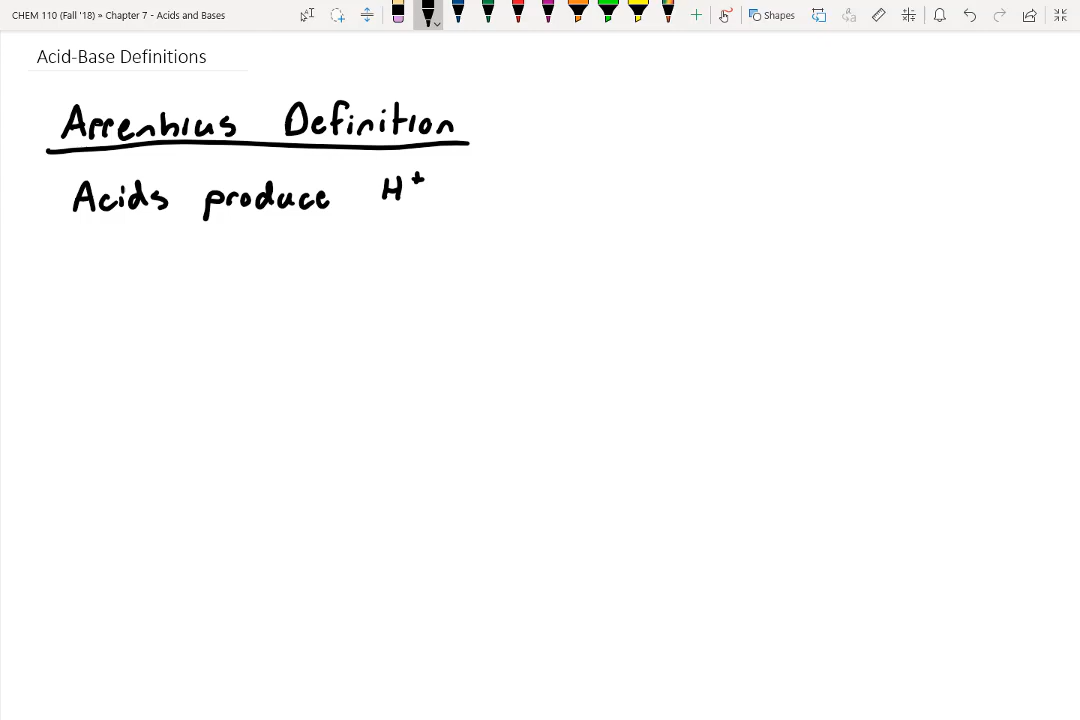 CHEM 110 (Fall '18) » Chapter 7 - Acids and Bases
Shapes
Acid-Base Definitions
Arrenhius Definition
Acids produce H⁺